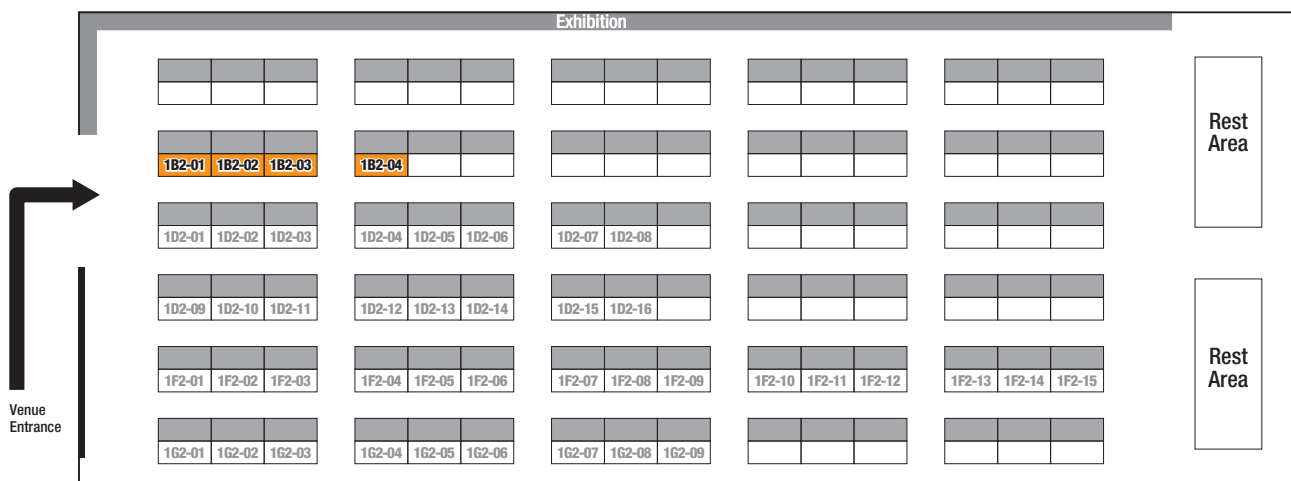 Exhibition
1B2-01 1B2-02 1B2-03 1B2-04
Rest
Area
1D2-01 1D2-02 1D2-03 1D2-04 1D2-05 1D2-06 1D2-07 1D2-08
1D2-09 1D2-10 1D2-11 1D2-12 1D2-13 1D2-14 1D2-15 1D2-16
1F2-01 1F2-02 1F2-03 1F2-04 1F2-05 1F2-06 1F2-07 1F2-08 1F2-09 1F2-10 1F2-11 1F2-12 1F2-13 1F2-14 1F2-15
Rest
Area
Venue
Entrance
1G2-01 1G2-02 1G2-03 1G2-04 1G2-05 1G2-06 1G2-07 1G2-08 1G2-09